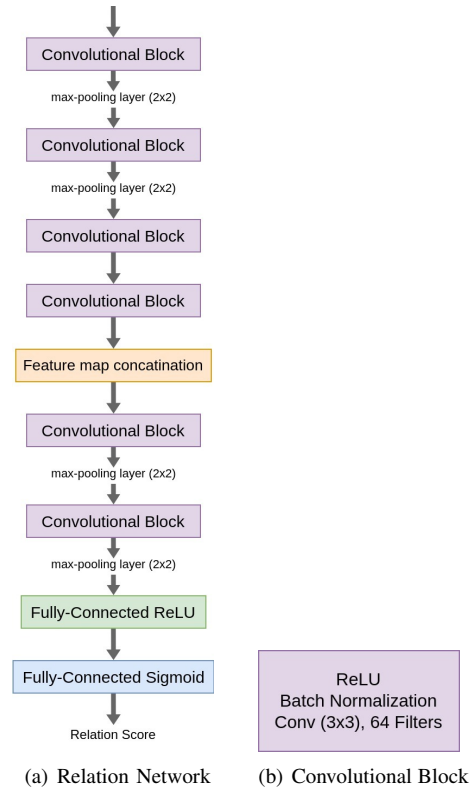 Convolutional Block
max-pooling layer (2x2)
Convolutional Block
max-pooling layer (2x2)
Convolutional Block
Convolutional Block
Feature map concatination
Convolutional Block
max-pooling layer (2x2)
Convolutional Block
max-pooling layer (2x2)
Fully-Connected ReLU
Fully-Connected Sigmoid
Relation Score
(a) Relation Network
ReLU
Batch Normalization
Conv (3x3), 64 Filters
(b) Convolutional Block